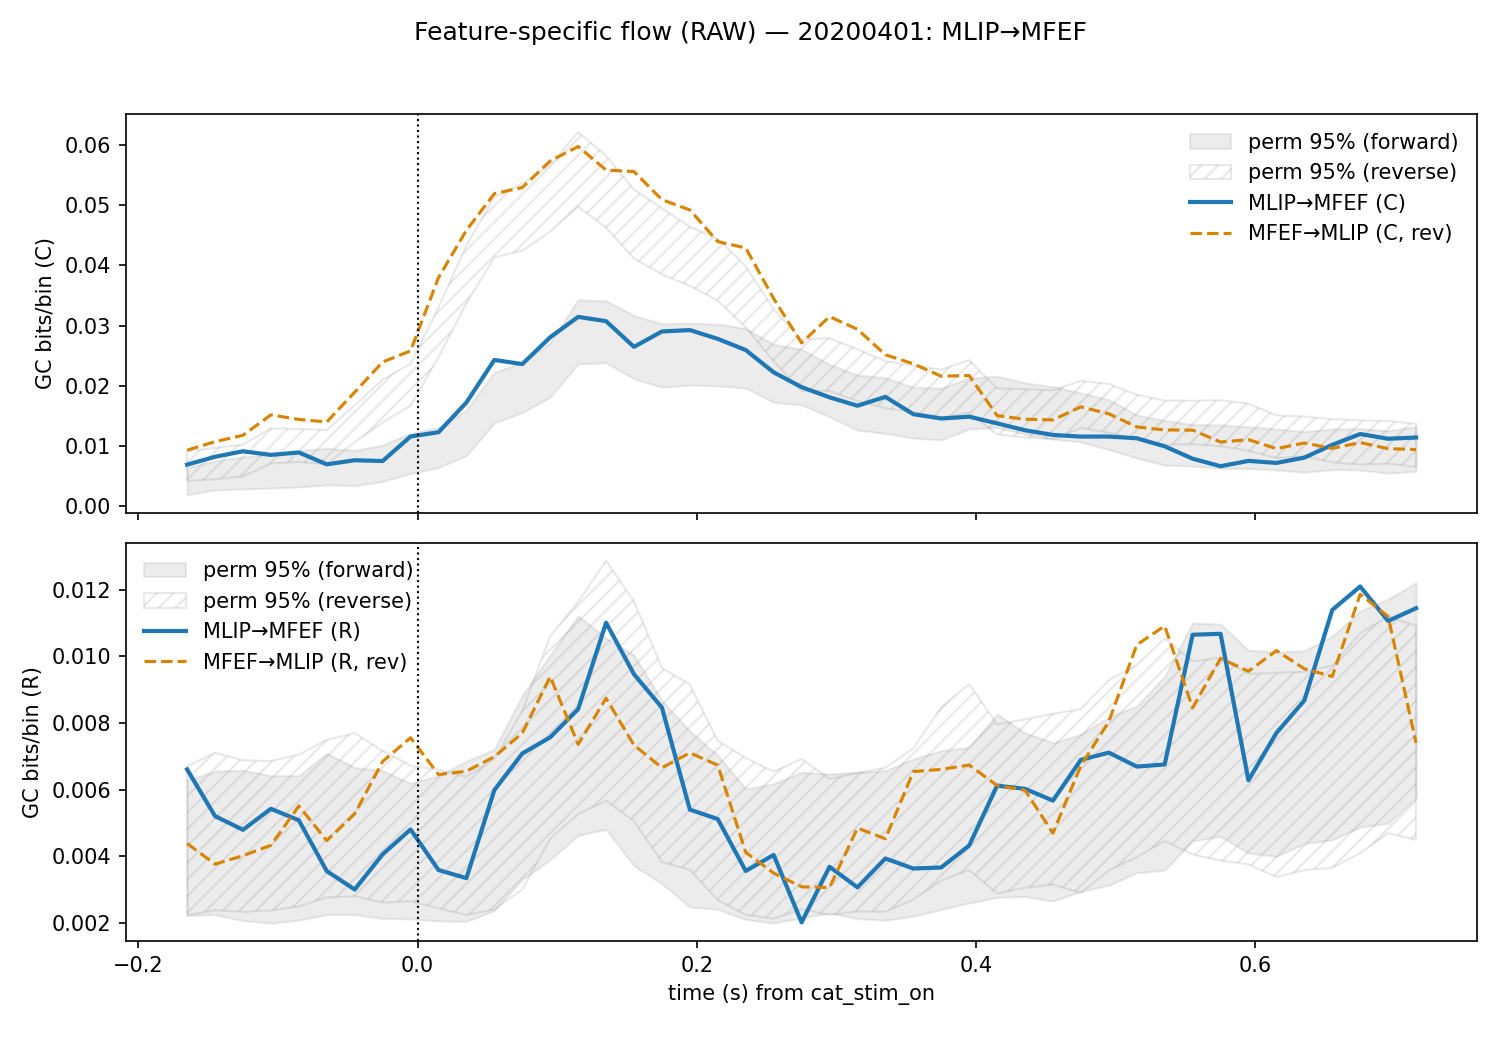 Feature-specific flow (RAW) — 20200401: MLIP→MFEF
GC bits/bin (C)
0.06
0.05
0.04
0.03
0.02
0.01
0.00
perm 95% (forward)
perm 95% (reverse)
MLIP→MFEF (C)
MFEF→MLIP (C, rev)
GC bits/bin (R)
0.012
0.010
0.008
0.006
0.004
0.002
perm 95% (forward)
perm 95% (reverse)
MLIP→MFEF (R)
MFEF→MLIP (R, rev)
−0.2
0.0
0.2
0.4
0.6
time (s) from cat_stim_on